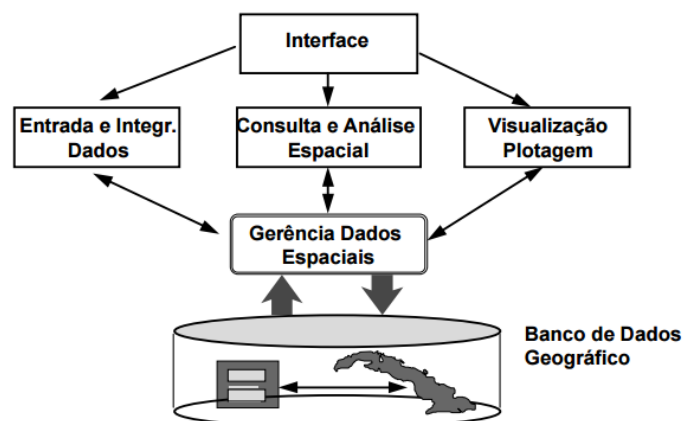 Interface
Entrada e Integr.
Dados
Consulta e Análise
Espacial
Visualização
Plotagem
Gerência Dados
Espaciais
Banco de Dados
Geográfico